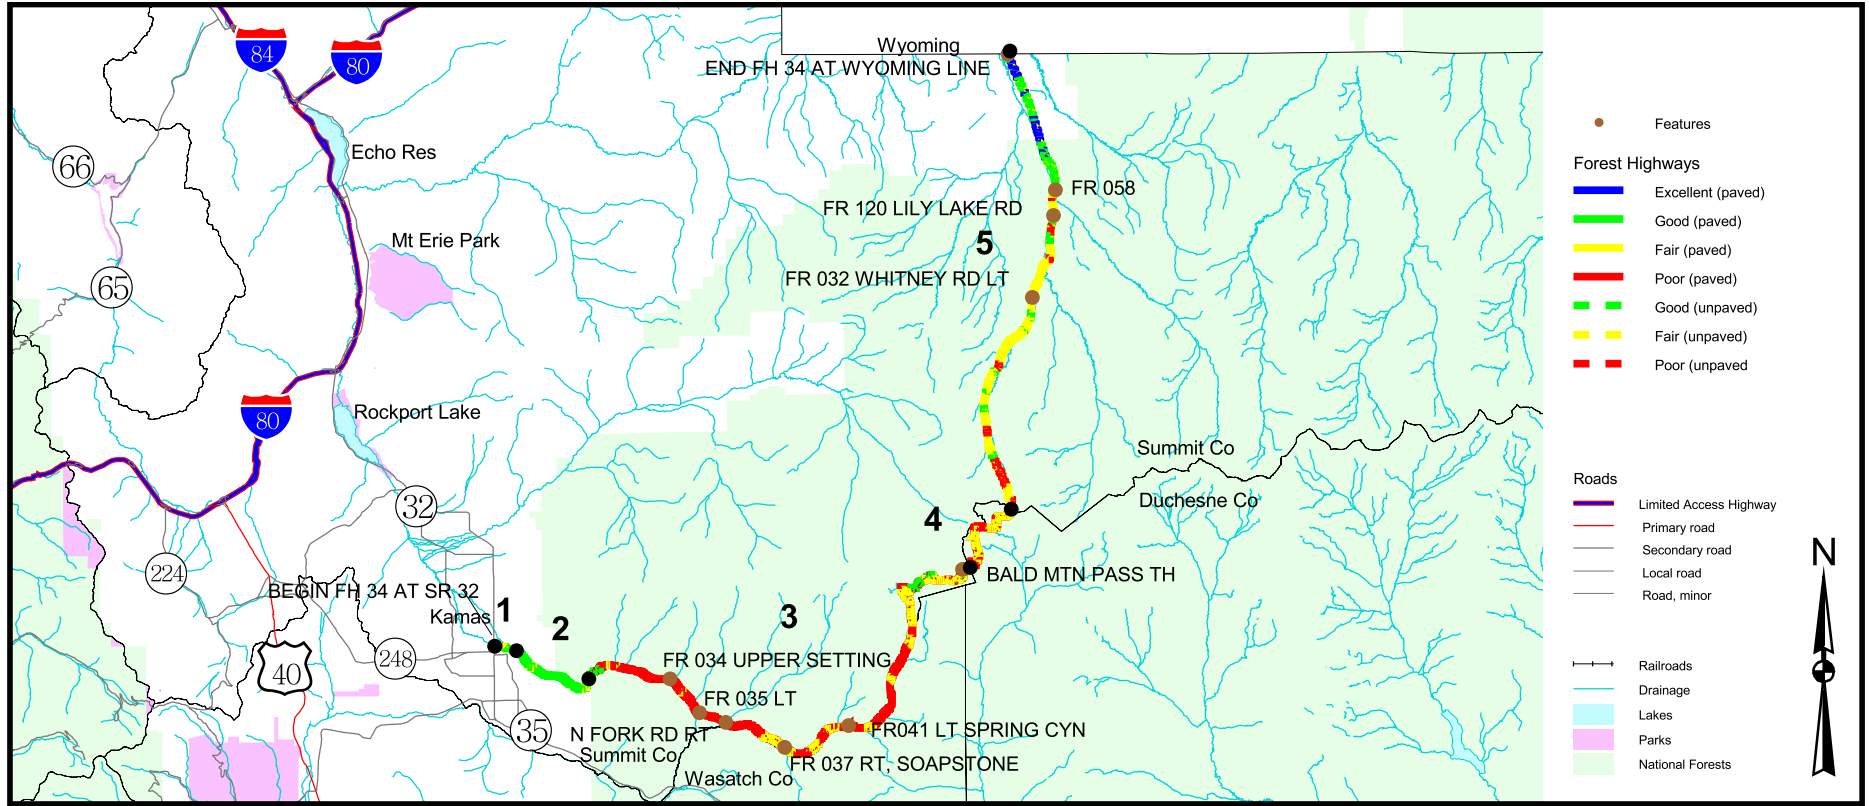 84
80
Wyoming
END FH 34 AT WYOMING LINE
Echo Res
66
FR 058
FR 120 LILY LAKE RD
Mt Erie Park
5
65
FR 032 WHITNEY RD LT
80
Rockport Lake
Summit Co
Duchesne Co
32
4
224
BALD MTN PASS TH
BEGIN FH 34 AT SR 32
Kamas
1
2
3
248
40
FR 034 UPPER SETTING
FR 035 LT
35
N FORK RD RT
FR041 LT SPRING CYN
Summit Co
FR 037 RT, SOAPSTONE
Wasatch Co
Features
Forest Highways
Excellent (paved)
Good (paved)
Fair (paved)
Poor (paved)
Good (unpaved)
Fair (unpaved)
Poor (unpaved
Roads
Limited Access Highway
Primary road
Secondary road
Local road
Road, minor
Railroads
Drainage
Lakes
Parks
National Forests
N